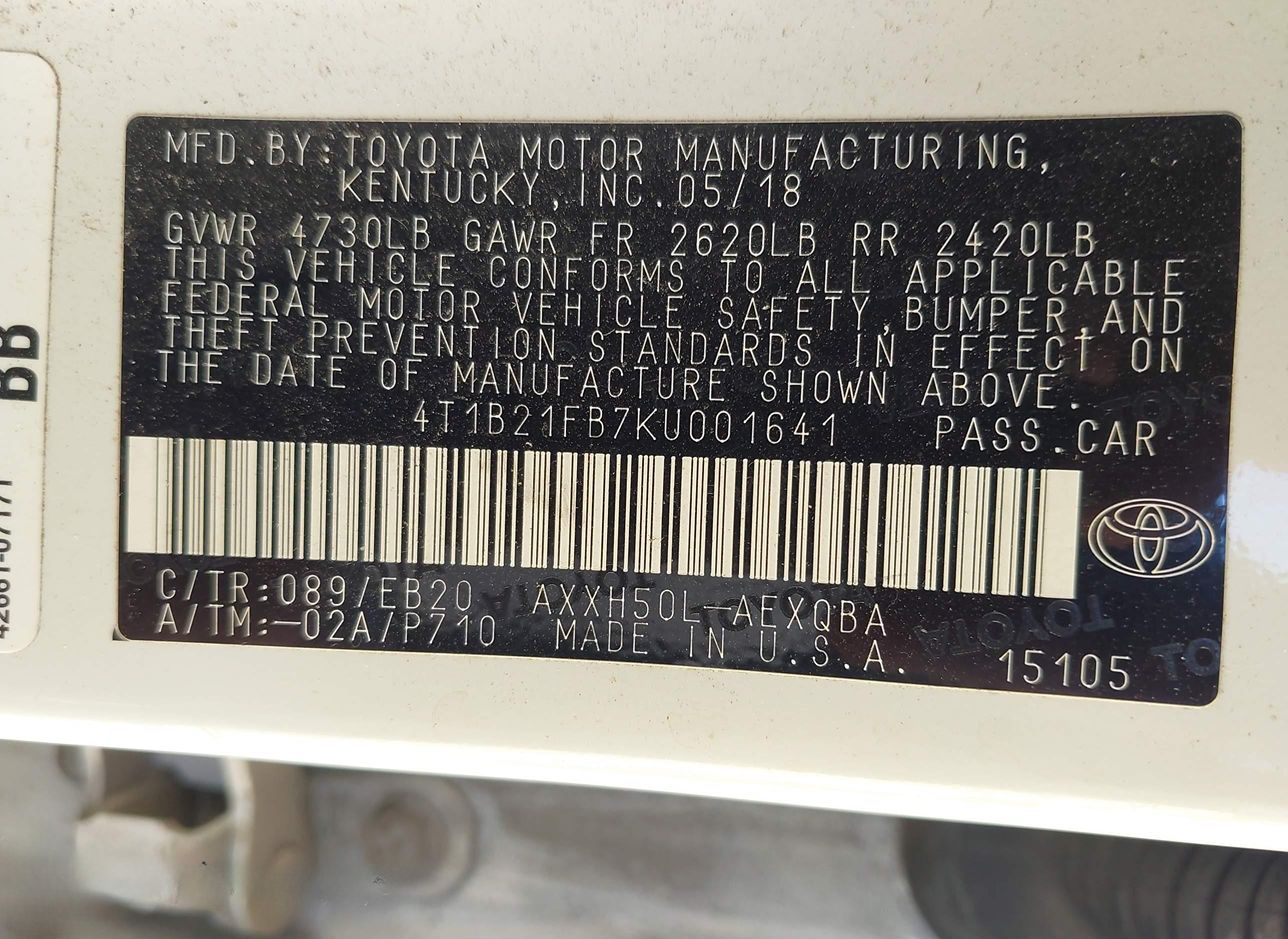 MFD.BY:TOYOTA MOTOR MANUFACTURING,
KENTUCKY,INC.05/18
GVWR 4730LB GAWR FR 2620LB RR 2420LB
THIS VEHICLE CONFORMS TO ALL APPLICABLE
FEDERAL MOTOR VEHICLE SAFETY,BUMPER,AND
THEFT PREVENTION STANDARDS IN EFFECT ON
THE DATE OF MANUFACTURE SHOWN ABOVE.
4T1B21FB7KU001641 PASS.CAR
C/TR:089/EB20 AXXH50L-AEXQBA
A/TM:-02A/P710 MADE IN U.S.A.
15105
BB
TOYOTA